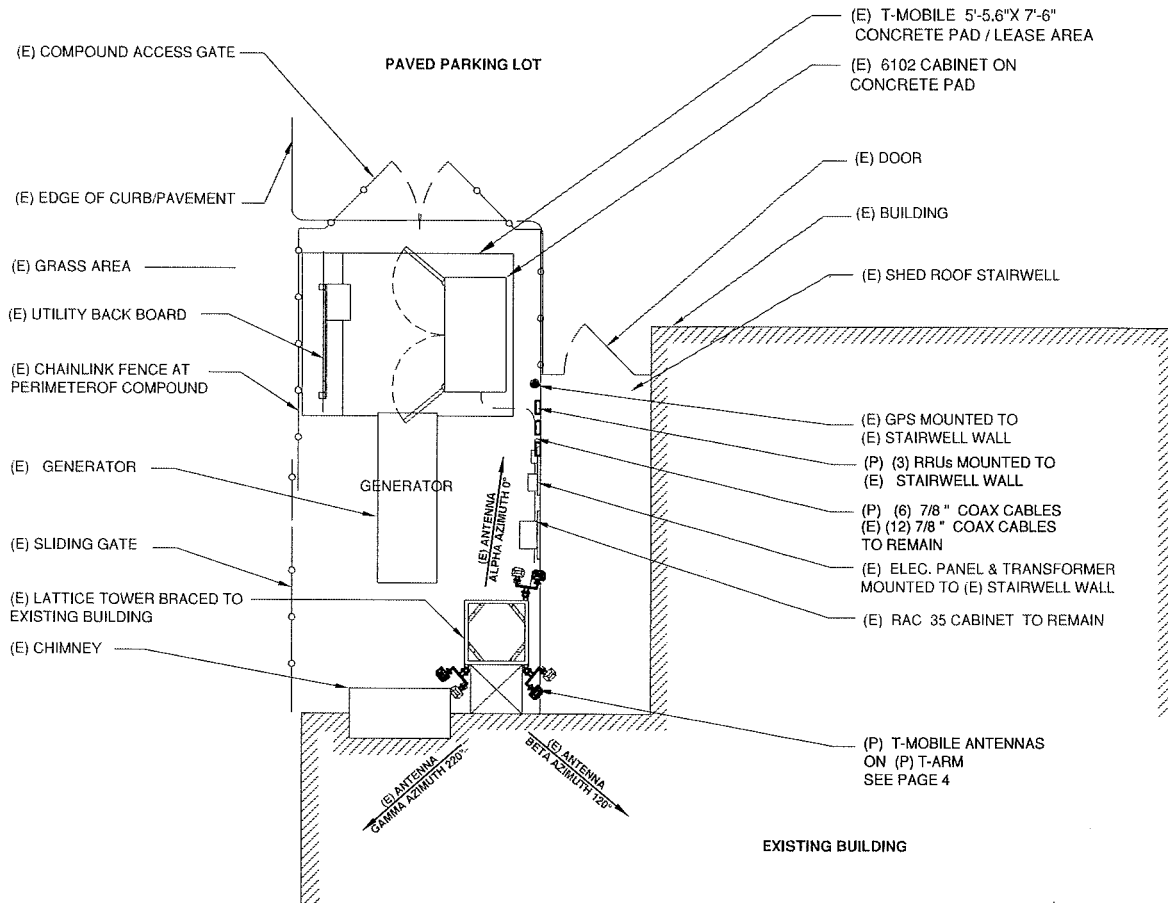 (E) COMPOUND ACCESS GATE
PAVED PARKING LOT
(E) T-MOBILE 5'-5.6"X 7'-6"
CONCRETE PAD / LEASE AREA
(E) 6102 CABINET ON
CONCRETE PAD
(E) DOOR
(E) EDGE OF CURB/PAVEMENT
(E) BUILDING
(E) GRASS AREA
(E) SHED ROOF STAIRWELL
(E) UTILITY BACK BOARD
(E) CHAINLINK FENCE AT
PERIMETEROF COMPOUND
(E) GPS MOUNTED TO
(E) STAIRWELL WALL
(P) (3) RRUs MOUNTED TO
(E) STAIRWELL WALL
(E) GENERATOR
GENERATOR
(E) ANTENNA
ALPHA AZIMUTH 0°
(P) (6) 7/8 " COAX CABLES
(E) (12) 7/8 " COAX CABLES
TO REMAIN
(E) SLIDING GATE
(E) ELEC. PANEL & TRANSFORMER
MOUNTED TO (E) STAIRWELL WALL
(E) LATTICE TOWER BRACED TO
EXISTING BUILDING
(E) RAC 35 CABINET TO REMAIN
(E) CHIMNEY
(P) T-MOBILE ANTENNAS
ON (P) T-ARM
SEE PAGE 4
(E) ANTENNA
GAMMA AZIMUTH 220°
(E) ANTENNA
BETA AZIMUTH 120°
EXISTING BUILDING